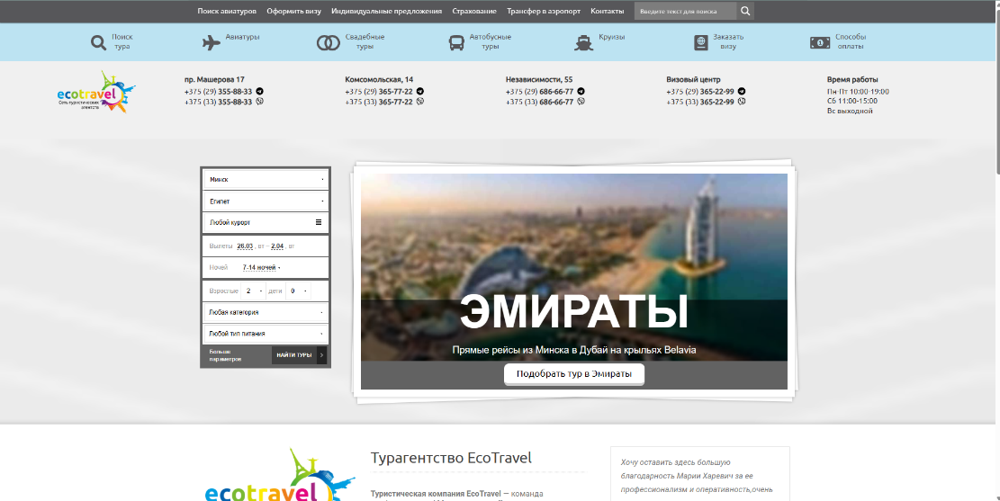 Поиск авиатуров Оформить визу Индивидуальные предложения Страхование Трансфер в аэропорт Контакты Введите текст для поиска
Поиск тура
Авиатуры
Свадебные туры
Автобусные туры
Круизы
Заказать визу
Способы оплаты
ecotravel
Сеть туристических агентств
пр. Машерова 17
+375 (29) 355-88-33
+375 (33) 355-88-33
Комсомольская, 14
+375 (29) 365-77-22
+375 (33) 365-77-22
Независимости, 55
+375 (29) 686-66-77
+375 (33) 686-66-77
Визовый центр
+375 (29) 365-22-99
+375 (33) 365-22-99
Время работы
Пн-Пт 10:00-19:00
Сб 11:00-15:00
Вс выходной
Минск
Египет
Любой курорт
Вылеты 26.03 , вт – 2.04 , вт
Ночей 7-14 ночей
Взрослые 2 дети 0
Любая категория
Любой тип питания
Больше параметров
НАЙТИ ТУРЫ
ЭМИРАТЫ
Прямые рейсы из Минска в Дубай на крыльях Belavia
Подобрать тур в Эмираты
ecotravel
Турагентство EcoTravel
Туристическая компания EcoTravel — команда
Хочу оставить здесь большую
благодарность Марии Харевич за ее
профессионализм и оперативность,очень